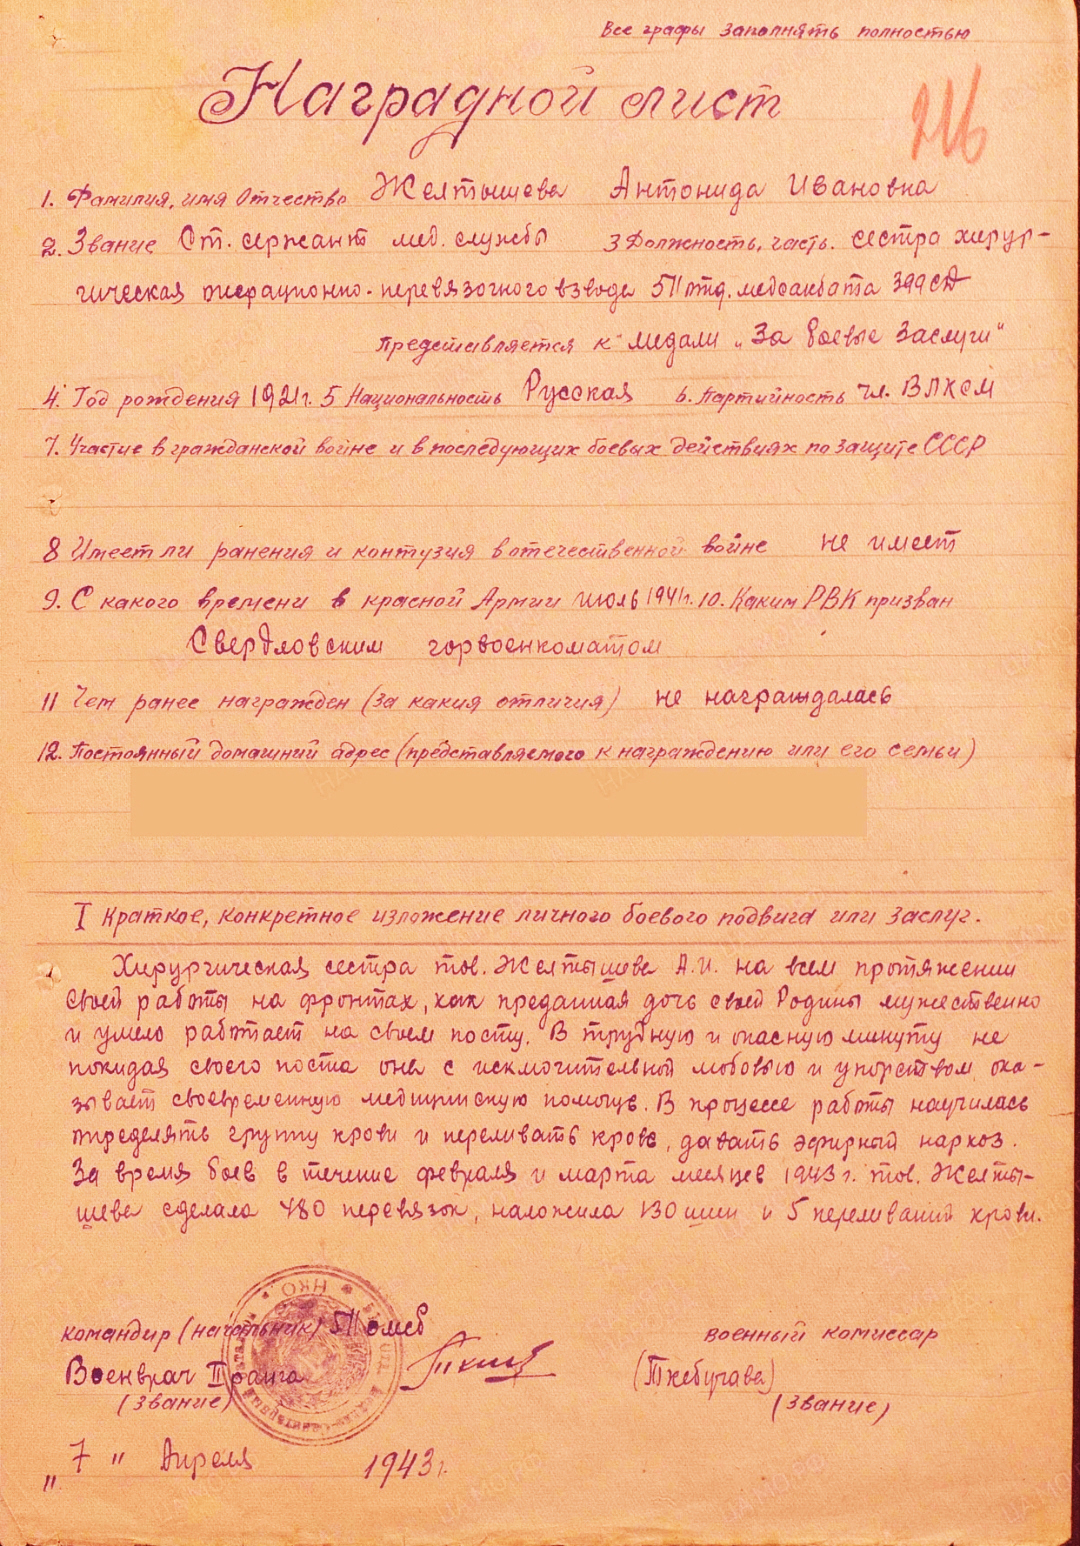 Все графы заполнять полностью
Наградной лист
216
1. Фамилия, имя Отчество Желтышева Антонида Ивановна
2. Звание Ст. сержант мед. службы 3 Должность, часть. сестра хирур-
гическая операционно-перевязочного взвода 511 отд. медсанбата 399 СД
представляется к медали „За боевые заслуги"
4. Год рождения 1921 г. 5 Национальность Русская 6. Партийность чл. ВЛКСМ
7. Участие в гражданской войне и в последующих боевых действиях по защите СССР
8 Имеет ли ранения и контузия в отечественной войне не имеет
9. С какого времени в красной Армии июль 1941 г. 10. Каким РВК призван
Свердловским горвоенкоматом
11 Чем ранее награжден (за какия отличия) не награждалась
12. Постоянный домашний адрес (представляемого к награждению или его семьи)
I Краткое, конкретное изложение личного боевого подвига или заслуг.
Хирургическая сестра тов. Желтышева А.И. на всем протяжении
своей работы на фронтах, как преданная дочь своей Родины мужественно
и умело работает на своем посту. В трудную и опасную минуту не
покидая своего поста она с исключительной любовью и упорством ока-
зывает своевременную медицинскую помощь. В процессе работы научилась
определять группу крови и переливать кровь, давать эфирный наркоз.
За время боев в течение февраля и марта месяцев 1943 г. тов. Желты-
шева сделала 480 перевязок, наложила 130 шин и 5 переливаний крови.
НКО
командир (начальник) 511 омсб военный комиссар
Военврач II ранга (Ткебучава)
(звание) (звание)
„ 7 " Апреля 1943 г.